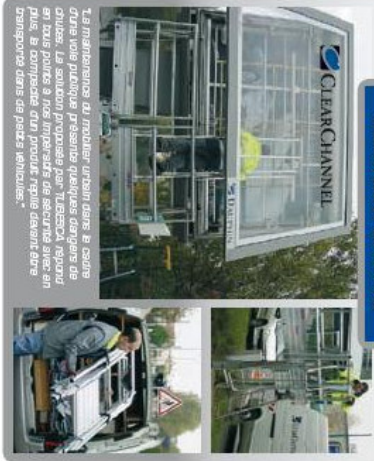 CLEARCHANNEL
DAUPHIN
"La maintenance du mobilier urbain dans le cadre
d'une voie publique présente quelques dangers de
chutes. La solution proposée par TUBESCA répond
en tous points à nos impératifs de sécurité avec en
plus, la compacité d'un produit replié devant être
transporté dans de petits véhicules."